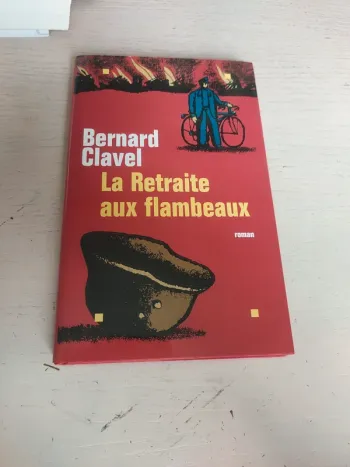 Bernard
Clavel
La Retraite
aux flambeaux
roman